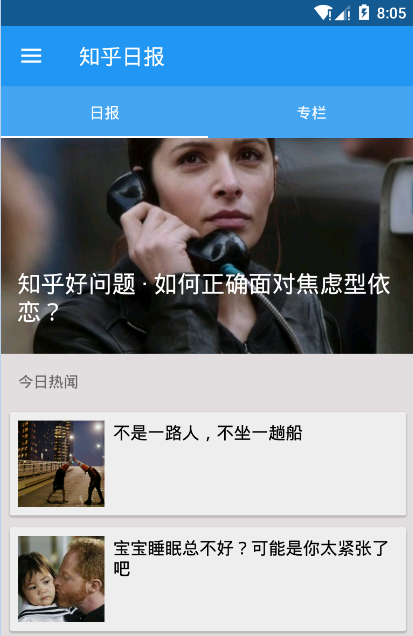 8:05
知乎日报
日报 专栏
知乎好问题 · 如何正确面对焦虑型依
恋？
今日热闻
不是一路人，不坐一趟船
宝宝睡眠总不好？可能是你太紧张了
吧